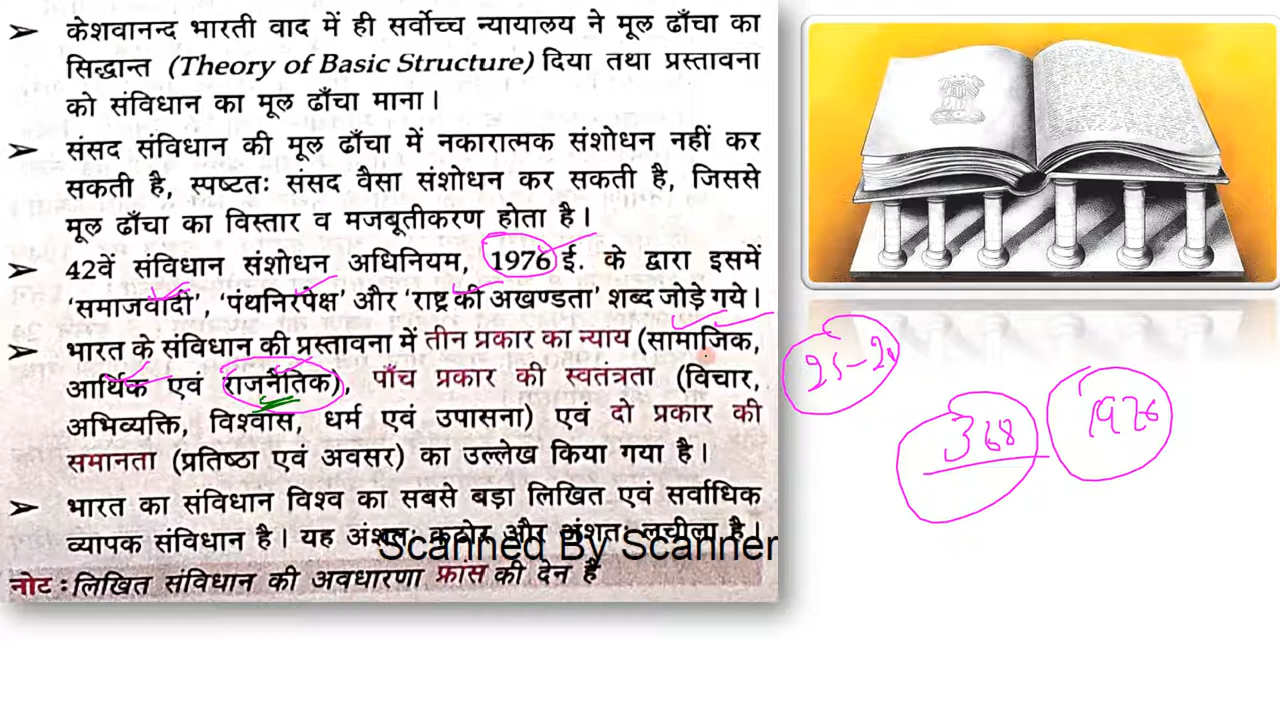 ➢ केशवानन्द भारती वाद में ही सर्वोच्च न्यायालय ने मूल ढाँचा का
सिद्धान्त (Theory of Basic Structure) दिया तथा प्रस्तावना
को संविधान का मूल ढाँचा माना।
➢ संसद संविधान की मूल ढाँचा में नकारात्मक संशोधन नहीं कर
सकती है, स्पष्टतः संसद वैसा संशोधन कर सकती है, जिससे
मूल ढाँचा का विस्तार व मजबूतीकरण होता है।
➢ 42वें संविधान संशोधन अधिनियम, 1976 ई. के द्वारा इसमें
'समाजवादी', 'पंथनिरपेक्ष' और 'राष्ट्र की अखण्डता' शब्द जोड़े गये।
➢ भारत के संविधान की प्रस्तावना में तीन प्रकार का न्याय (सामाजिक,
आर्थिक एवं राजनैतिक), पाँच प्रकार की स्वतंत्रता (विचार,
अभिव्यक्ति, विश्वास, धर्म एवं उपासना) एवं दो प्रकार की
समानता (प्रतिष्ठा एवं अवसर) का उल्लेख किया गया है।
➢ भारत का संविधान विश्व का सबसे बड़ा लिखित एवं सर्वाधिक
व्यापक संविधान है। यह अंशतः कठोर और अंशतः लचीला है।
Scanned By Scanner
नोट : लिखित संविधान की अवधारणा फ्रांस की देन है
368
1976